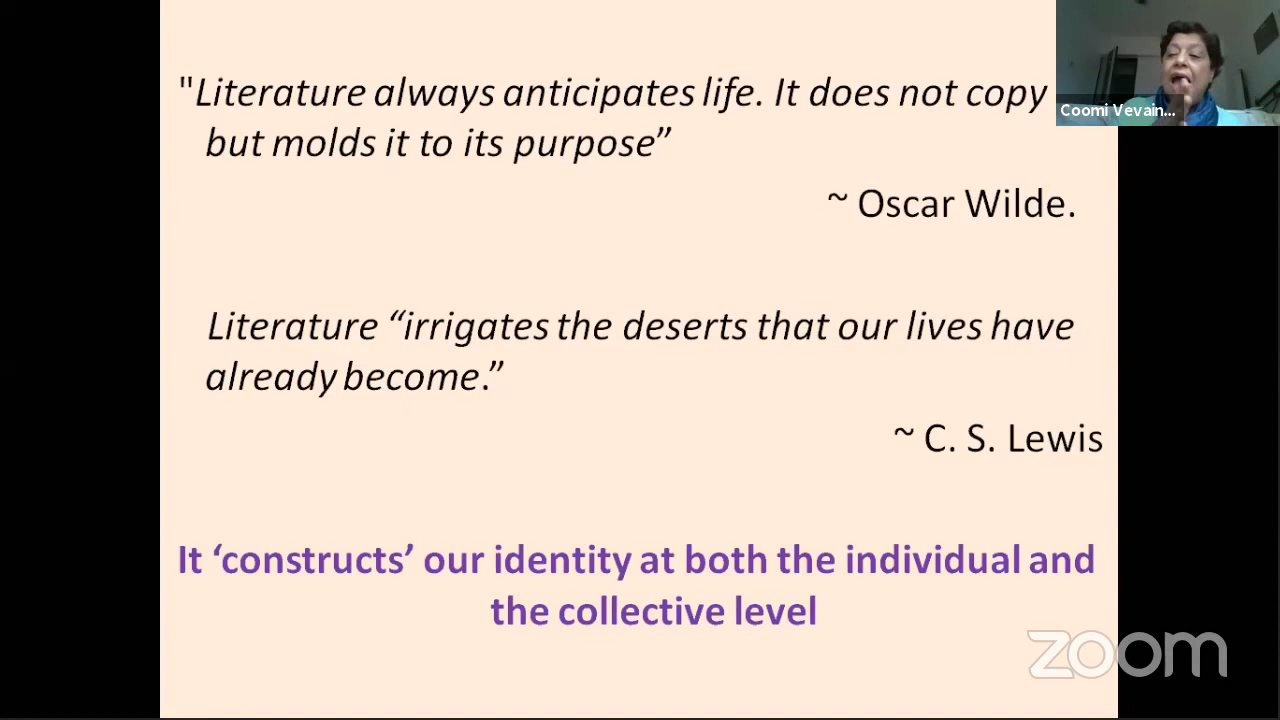 "Literature always anticipates life. It does not copy
but molds it to its purpose”
~ Oscar Wilde.
Literature “irrigates the deserts that our lives have
already become.”
~ C. S. Lewis
It ‘constructs’ our identity at both the individual and
the collective level
Coomi Vevain...
zoom